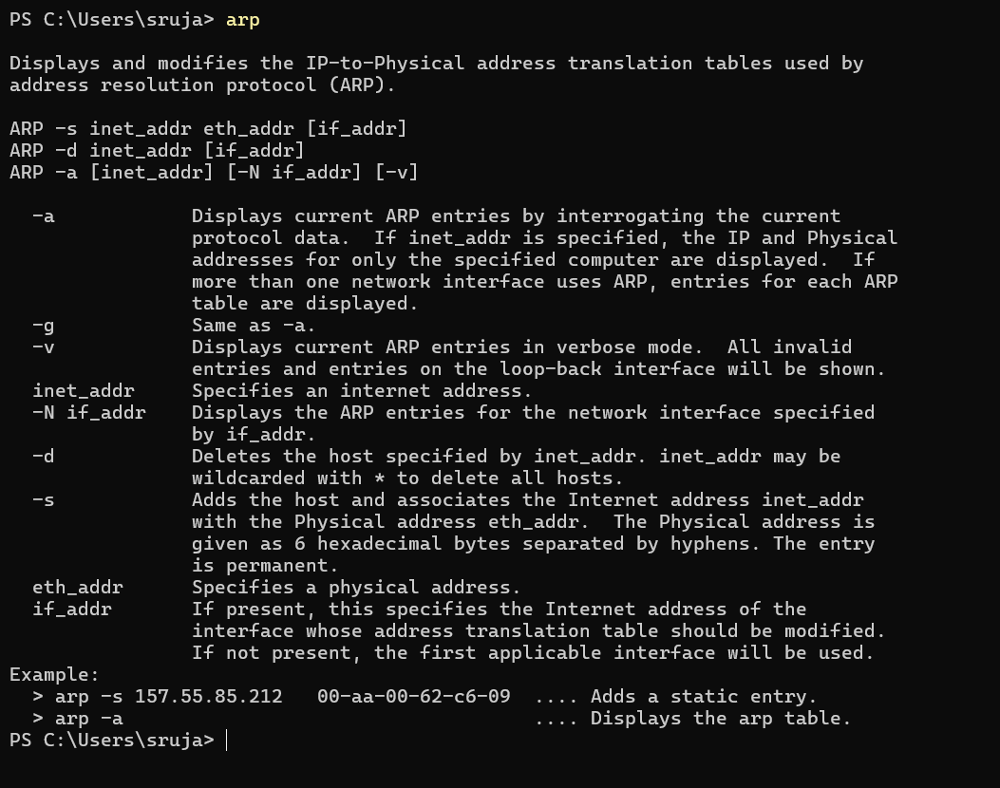 PS C:\Users\sruja> arp
Displays and modifies the IP-to-Physical address translation tables used by
address resolution protocol (ARP).
ARP -s inet_addr eth_addr [if_addr]
ARP -d inet_addr [if_addr]
ARP -a [inet_addr] [-N if_addr] [-v]
  -a            Displays current ARP entries by interrogating the current
                protocol data.  If inet_addr is specified, the IP and Physical
                addresses for only the specified computer are displayed.  If
                more than one network interface uses ARP, entries for each ARP
                table are displayed.
  -g            Same as -a.
  -v            Displays current ARP entries in verbose mode.  All invalid
                entries and entries on the loop-back interface will be shown.
  inet_addr     Specifies an internet address.
  -N if_addr    Displays the ARP entries for the network interface specified
                by if_addr.
  -d            Deletes the host specified by inet_addr. inet_addr may be
                wildcarded with * to delete all hosts.
  -s            Adds the host and associates the Internet address inet_addr
                with the Physical address eth_addr.  The Physical address is
                given as 6 hexadecimal bytes separated by hyphens. The entry
                is permanent.
  eth_addr      Specifies a physical address.
  if_addr       If present, this specifies the Internet address of the
                interface whose address translation table should be modified.
                If not present, the first applicable interface will be used.
Example:
  > arp -s 157.55.85.212   00-aa-00-62-c6-09  .... Adds a static entry.
  > arp -a                                    .... Displays the arp table.
PS C:\Users\sruja>